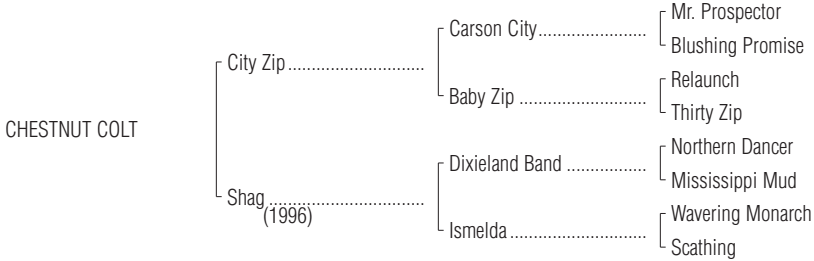 Mr. Prospector
Carson City.......................
Blushing Promise
City Zip.............................
Relaunch
Baby Zip ...........................
Thirty Zip
CHESTNUT COLT
Northern Dancer
Dixieland Band .................
Mississippi Mud
Shag .................................
(1996)
Wavering Monarch
Ismelda.............................
Scathing